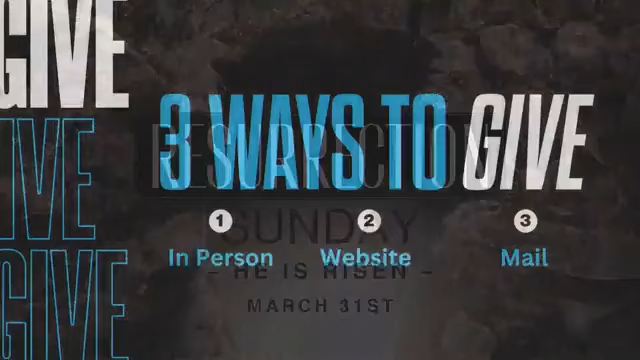 GIVE
IVE
GIVE
3 WAYS TO GIVE
RESURRECTION
SUNDAY
1 2 3
In Person Website Mail
- HE IS RISEN -
MARCH 31ST